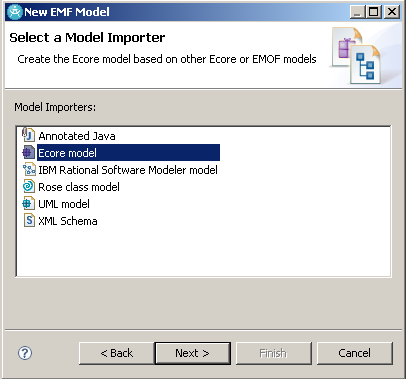 New EMF Model
Select a Model Importer
Create the Ecore model based on other Ecore or EMOF models
Model Importers:
Annotated Java
Ecore model
IBM Rational Software Modeler model
Rose class model
UML model
XML Schema
< Back Next > Finish Cancel